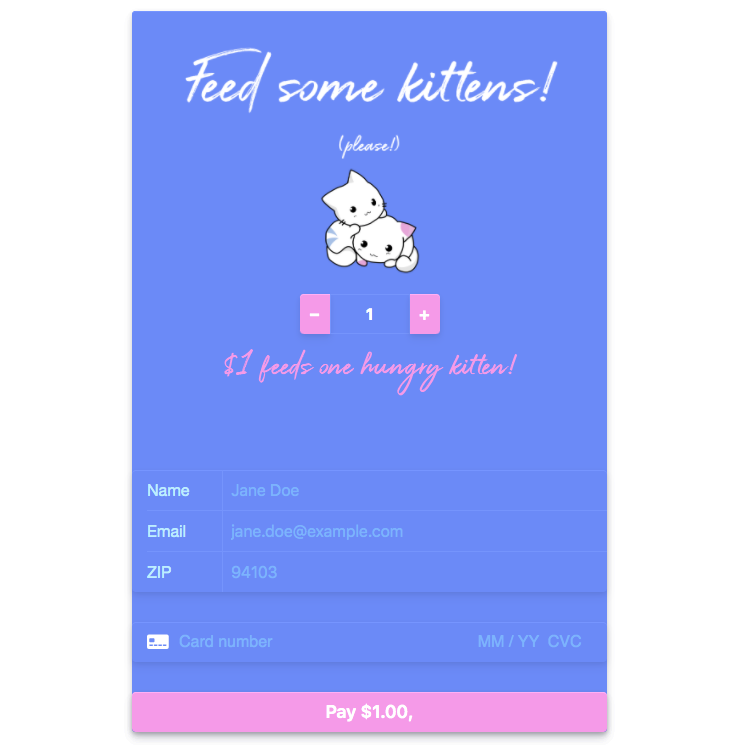 Feed some kittens!
(please!)
− 1 +
$1 feeds one hungry kitten!
Name Jane Doe
Email jane.doe@example.com
ZIP 94103
Card number MM / YY CVC
Pay $1.00,